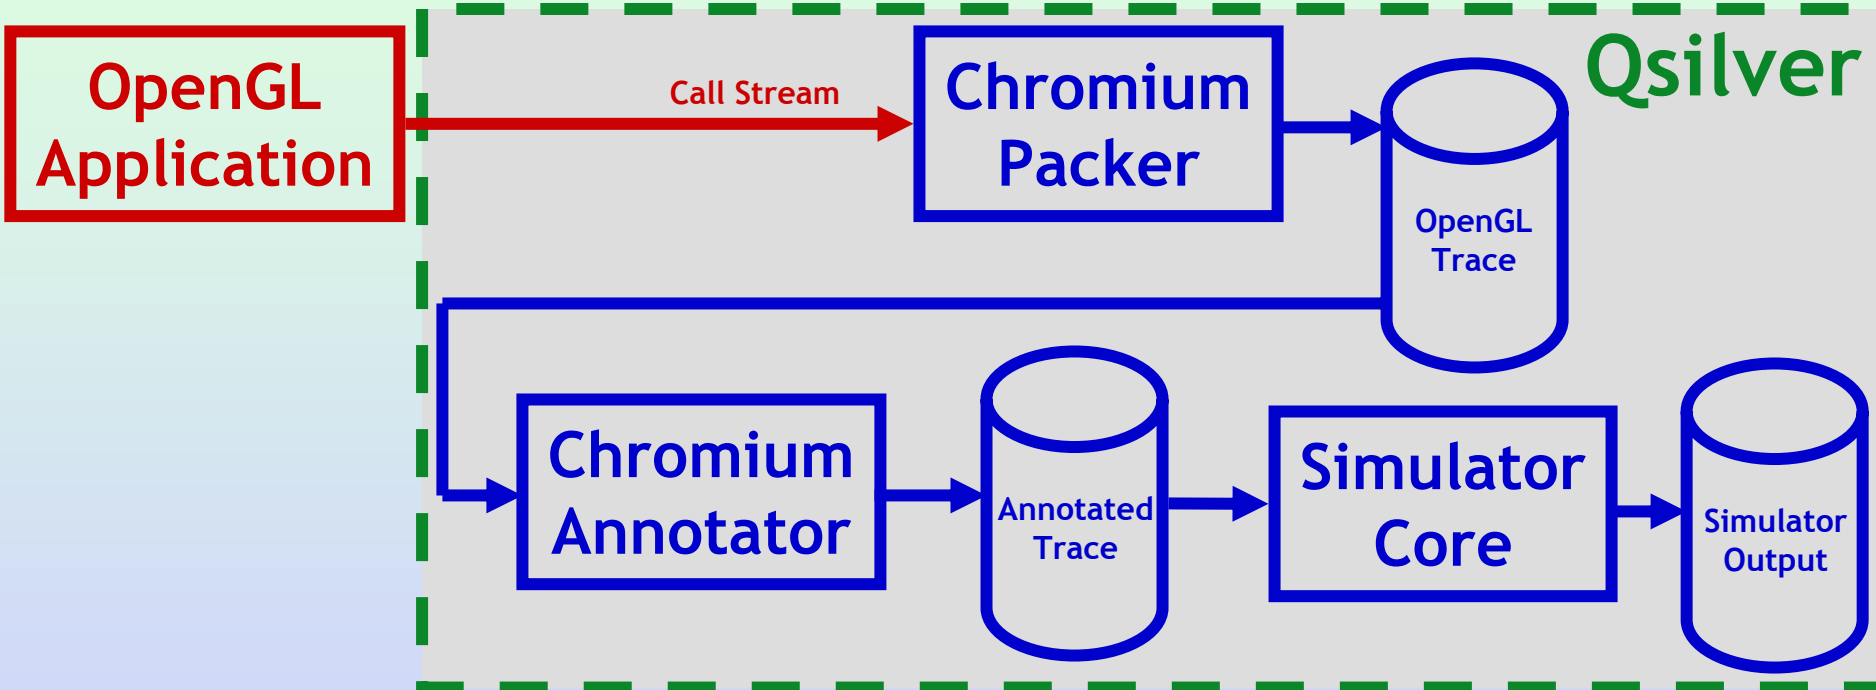 OpenGL
Application
Call Stream
Chromium
Packer
Qsilver
OpenGL
Trace
Chromium
Annotator
Annotated
Trace
Simulator
Core
Simulator
Output